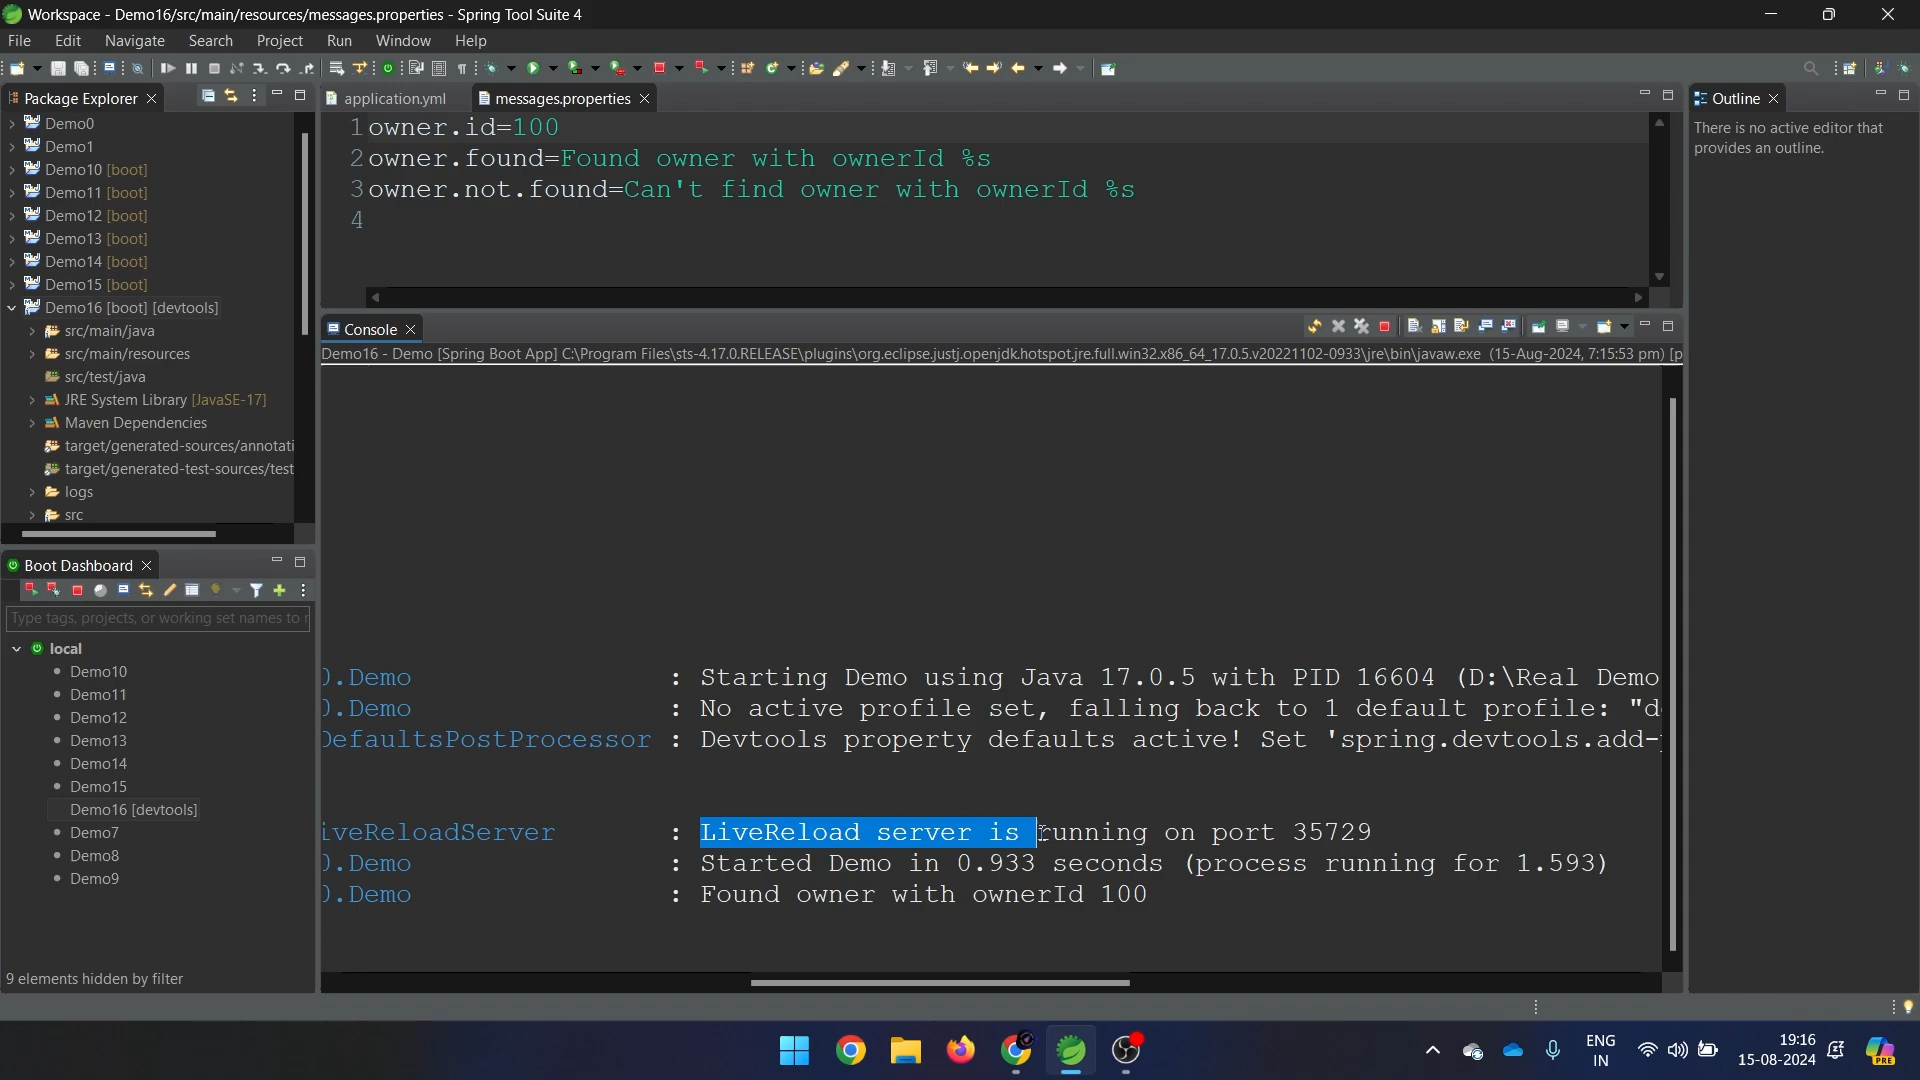 Workspace - Demo16/src/main/resources/messages.properties - Spring Tool Suite 4
File Edit Navigate Search Project Run Window Help
Package Explorer
Demo0
Demo1
Demo10 [boot]
Demo11 [boot]
Demo12 [boot]
Demo13 [boot]
Demo14 [boot]
Demo15 [boot]
Demo16 [boot] [devtools]
src/main/java
src/main/resources
src/test/java
JRE System Library [JavaSE-17]
Maven Dependencies
target/generated-sources/annotati
target/generated-test-sources/test
logs
src
Boot Dashboard
Type tags, projects, or working set names to
local
Demo10
Demo11
Demo12
Demo13
Demo14
Demo15
Demo16 [devtools]
Demo7
Demo8
Demo9
9 elements hidden by filter
application.yml messages.properties
1 owner.id=100
2 owner.found=Found owner with ownerId %s
3 owner.not.found=Can't find owner with ownerId %s
4
Console
Demo16 - Demo [Spring Boot App] C:\Program Files\sts-4.17.0.RELEASE\plugins\org.eclipse.justj.openjdk.hotspot.jre.full.win32.x86_64_17.0.5.v20221102-0933\jre\bin\javaw.exe (15-Aug-2024, 7:15:53 pm) [p
).Demo : Starting Demo using Java 17.0.5 with PID 16604 (D:\Real Demo
).Demo : No active profile set, falling back to 1 default profile: "d
DefaultsPostProcessor : Devtools property defaults active! Set 'spring.devtools.add-
iveReloadServer : LiveReload server is running on port 35729
).Demo : Started Demo in 0.933 seconds (process running for 1.593)
).Demo : Found owner with ownerId 100
Outline
There is no active editor that
provides an outline.
ENG
IN
19:16
15-08-2024
PRE